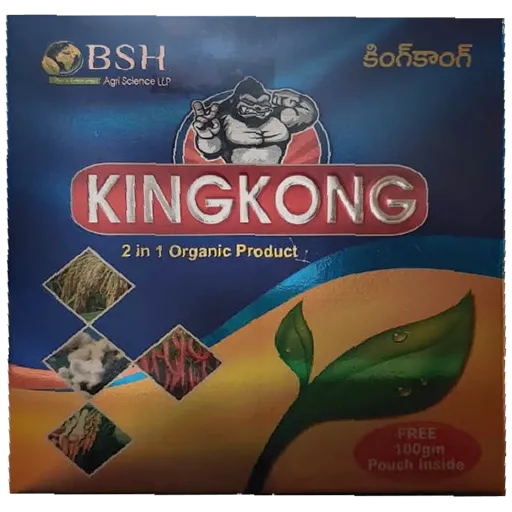 BSH
Agri Science LLP
కింగ్‌కాంగ్
KINGKONG
2 in 1 Organic Product
FREE
100gm
Pouch Inside